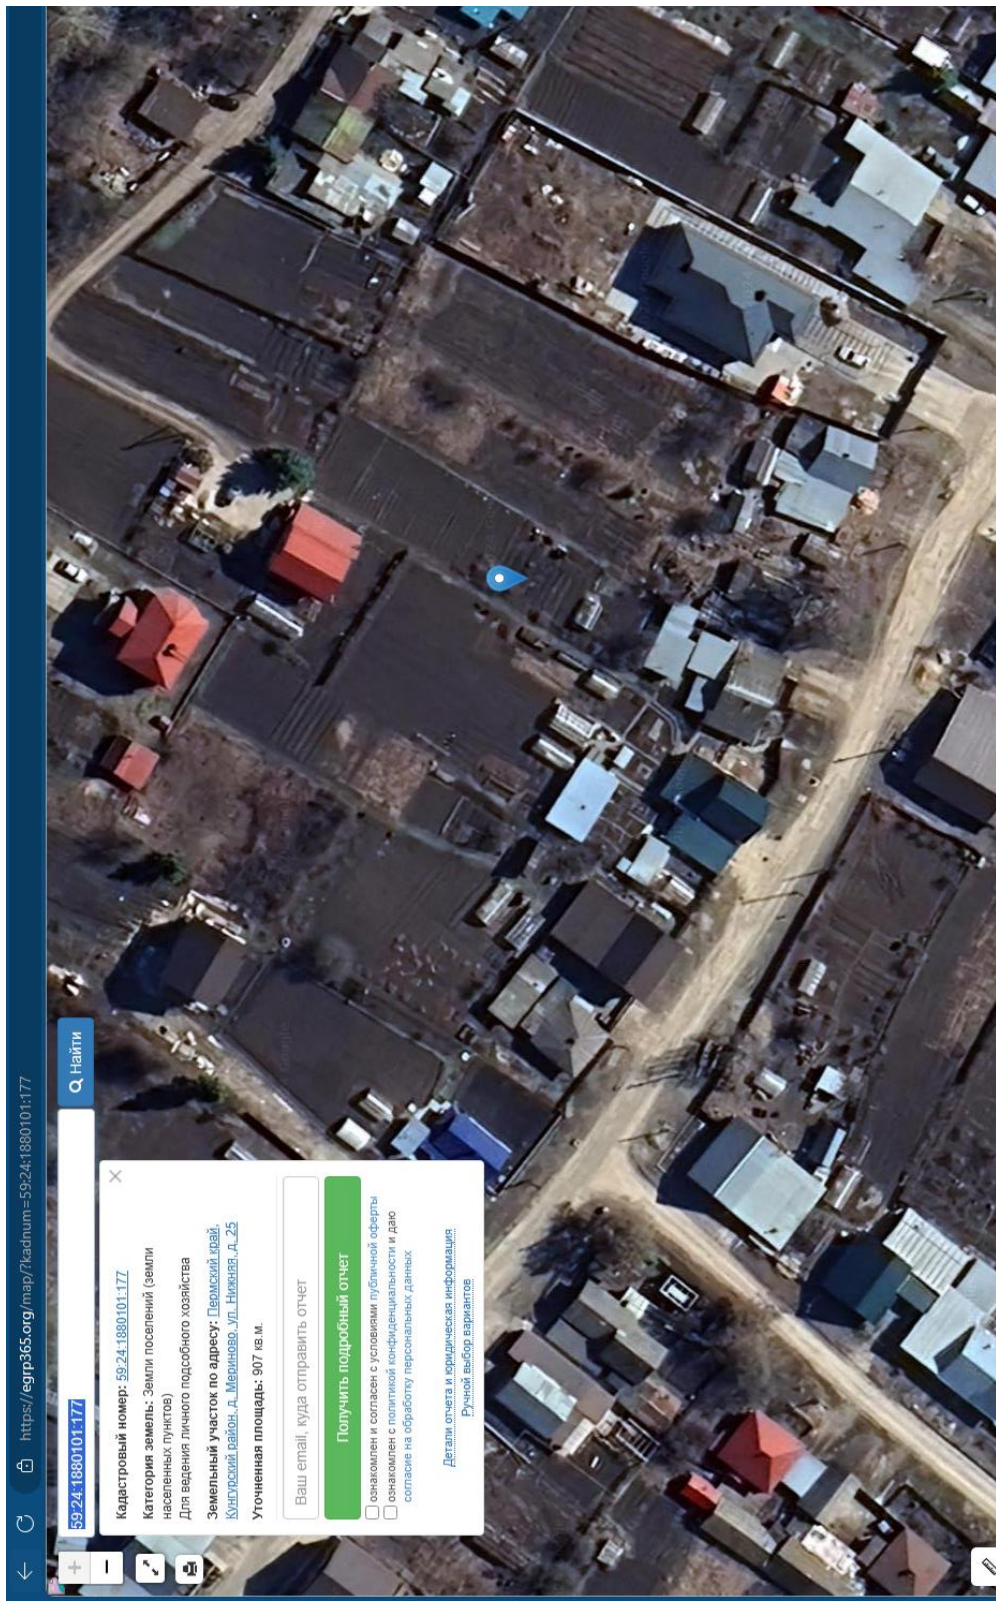 https://egrp365.org/map/?kadnum=59:24:1880101:177
59:24:1880101:177
Найти
Кадастровый номер: 59:24:1880101:177
Категория земель: Земли поселений (земли
населенных пунктов)
Для ведения личного подсобного хозяйства
Земельный участок по адресу: Пермский край,
Кунгурский район, д. Мериново, ул. Нижняя, д. 25
Уточненная площадь: 907 кв.м.
Ваш email, куда отправить отчет
Получить подробный отчет
ознакомлен и согласен с условиями публичной оферты
ознакомлен с политикой конфиденциальности и даю
согласие на обработку персональных данных
Детали отчета и юридическая информация
Ручной выбор вариантов